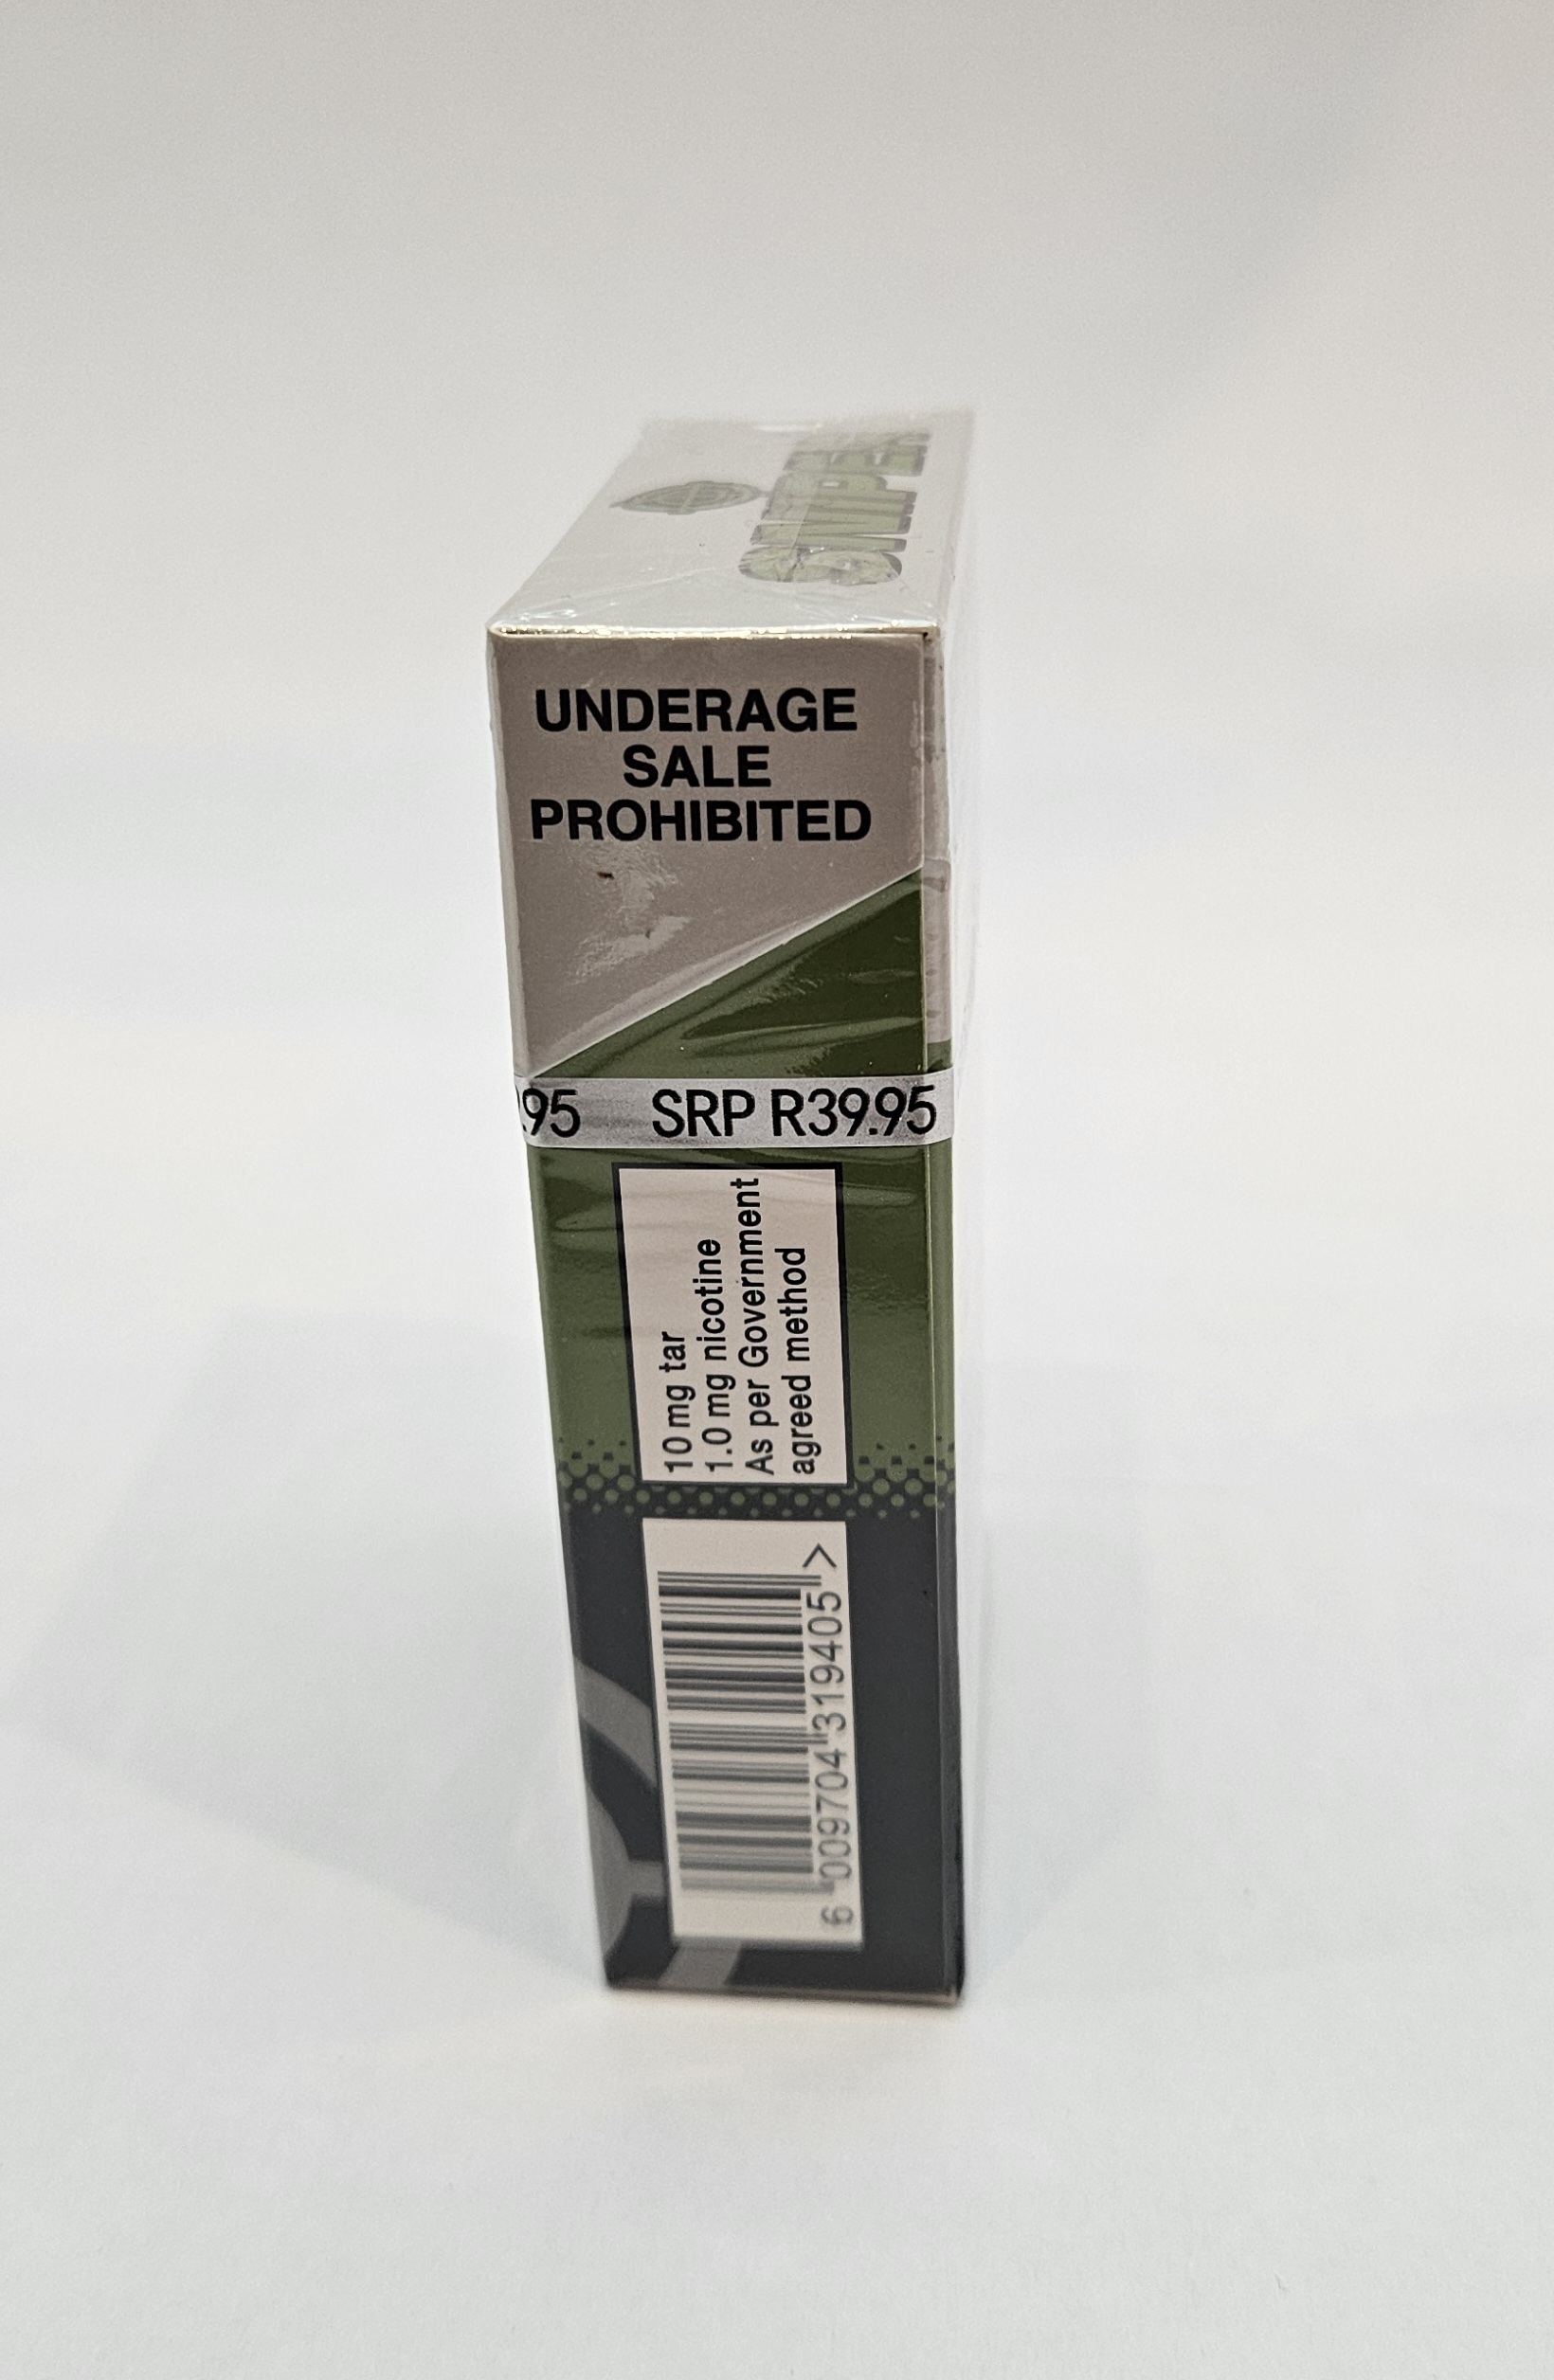 SNIPER
UNDERAGE
SALE
PROHIBITED
.95 SRP R39.95
10 mg tar
1.0 mg nicotine
As per Government
agreed method
6 009704 319405 >